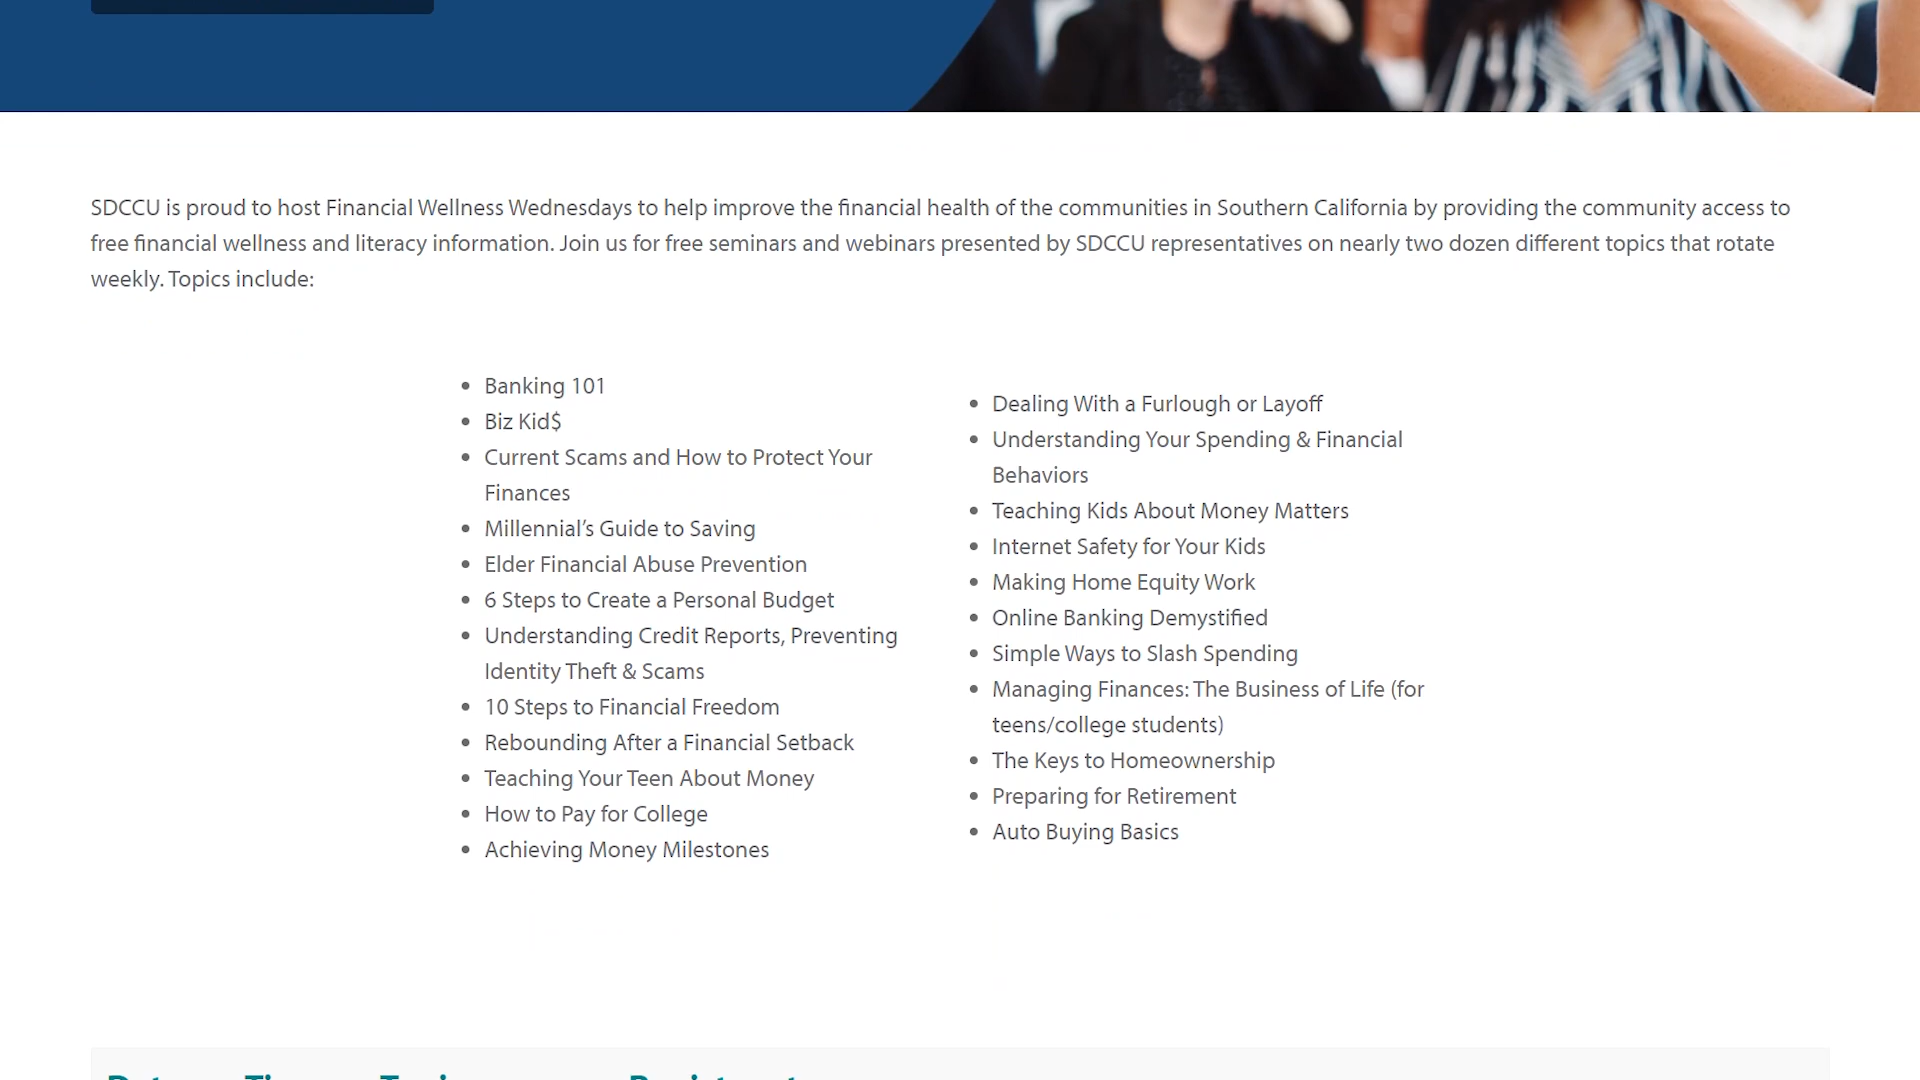 SDCCU is proud to host Financial Wellness Wednesdays to help improve the financial health of the communities in Southern California by providing the community access to
free financial wellness and literacy information. Join us for free seminars and webinars presented by SDCCU representatives on nearly two dozen different topics that rotate
weekly. Topics include:
• Banking 101
• Biz Kid$
• Current Scams and How to Protect Your
Finances
• Millennial’s Guide to Saving
• Elder Financial Abuse Prevention
• 6 Steps to Create a Personal Budget
• Understanding Credit Reports, Preventing
Identity Theft & Scams
• 10 Steps to Financial Freedom
• Rebounding After a Financial Setback
• Teaching Your Teen About Money
• How to Pay for College
• Achieving Money Milestones
• Dealing With a Furlough or Layoff
• Understanding Your Spending & Financial
Behaviors
• Teaching Kids About Money Matters
• Internet Safety for Your Kids
• Making Home Equity Work
• Online Banking Demystified
• Simple Ways to Slash Spending
• Managing Finances: The Business of Life (for
teens/college students)
• The Keys to Homeownership
• Preparing for Retirement
• Auto Buying Basics